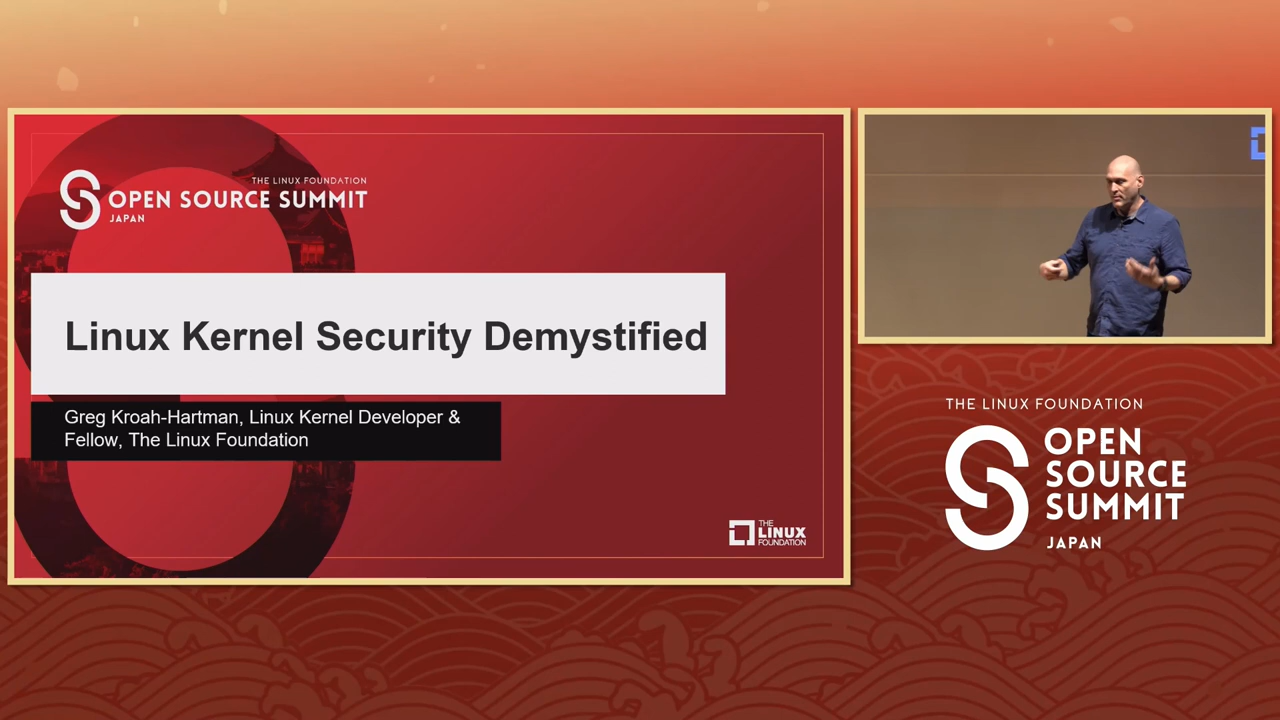 THE LINUX FOUNDATION
OPEN SOURCE SUMMIT
JAPAN
Linux Kernel Security Demystified
Greg Kroah-Hartman, Linux Kernel Developer &
Fellow, The Linux Foundation
THE
LINUX
FOUNDATION
THE LINUX FOUNDATION
OPEN
SOURCE
SUMMIT
JAPAN